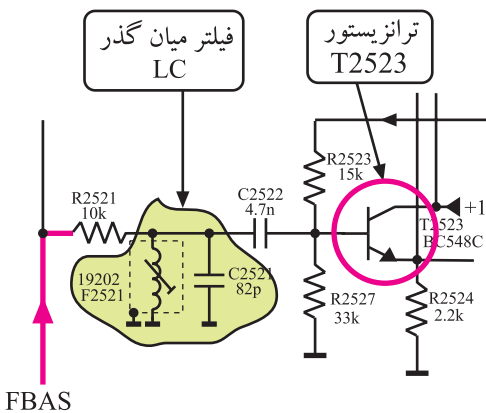 فیلتر میان گذر
LC
ترانزیستور
T2523
R2523
15k
R2521
10k
C2522
4.7n
+1
T2523
BC548C
19202
F2521
C2521
82p
R2527
33k
R2524
2.2k
FBAS